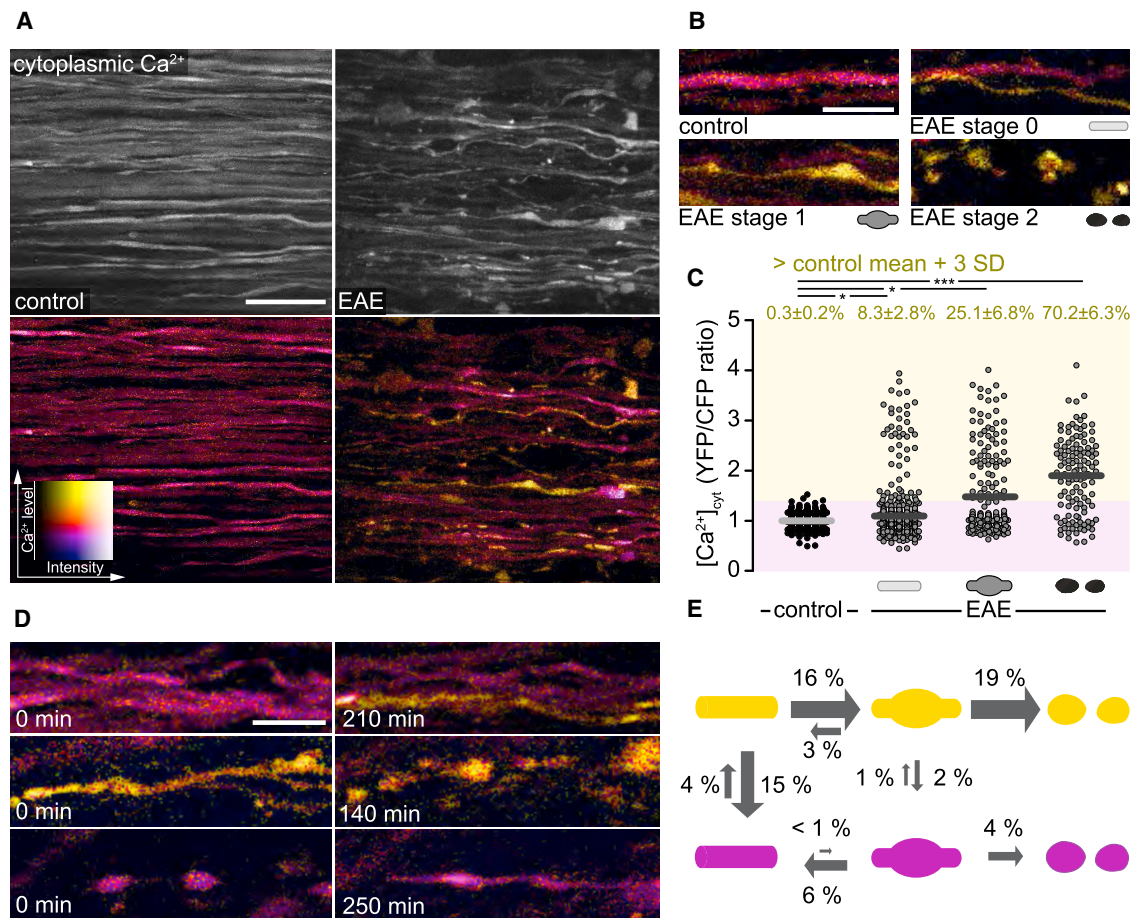 A
cytoplasmic Ca²⁺
control
EAE
Ca²⁺ level
Intensity
B
control
EAE stage 0
EAE stage 1
EAE stage 2
C
> control mean + 3 SD
***
*
*
0.3±0.2% 8.3±2.8% 25.1±6.8% 70.2±6.3%
[Ca²⁺]cyt (YFP/CFP ratio)
5
4
3
2
1
0
control
EAE
D
0 min
210 min
0 min
140 min
0 min
250 min
E
16 %
19 %
3 %
4 %
15 %
1 %
2 %
< 1 %
4 %
6 %